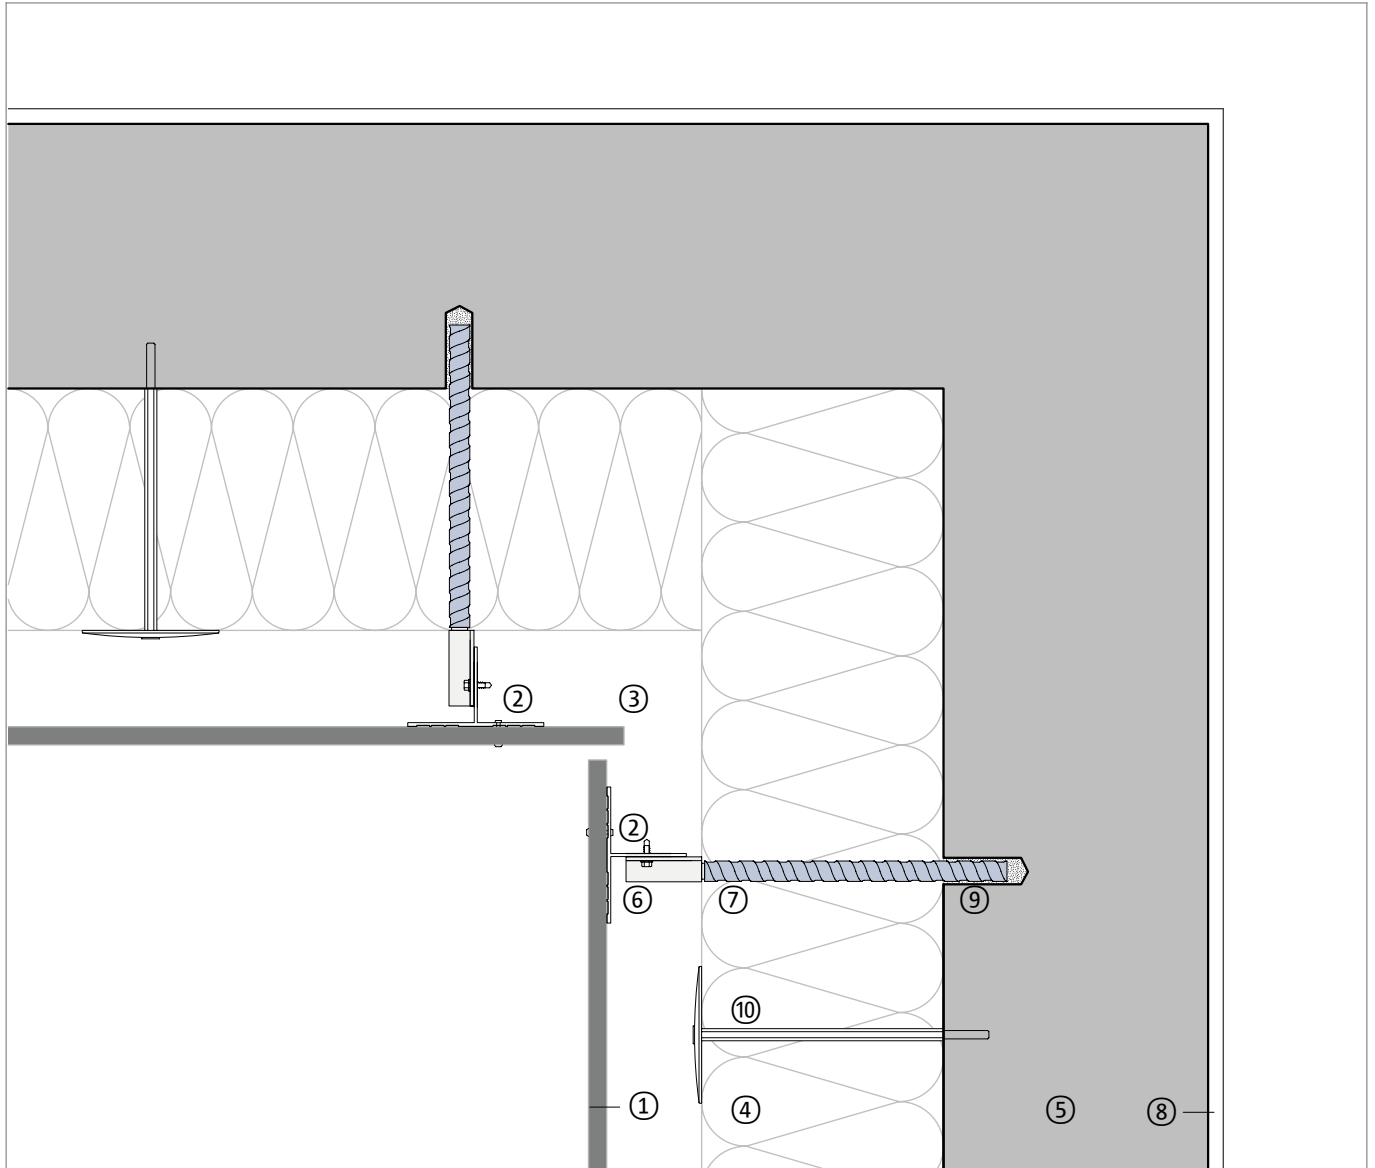 ② ③
②
⑥ ⑦ ⑨
⑩
① ④ ⑤ ⑧